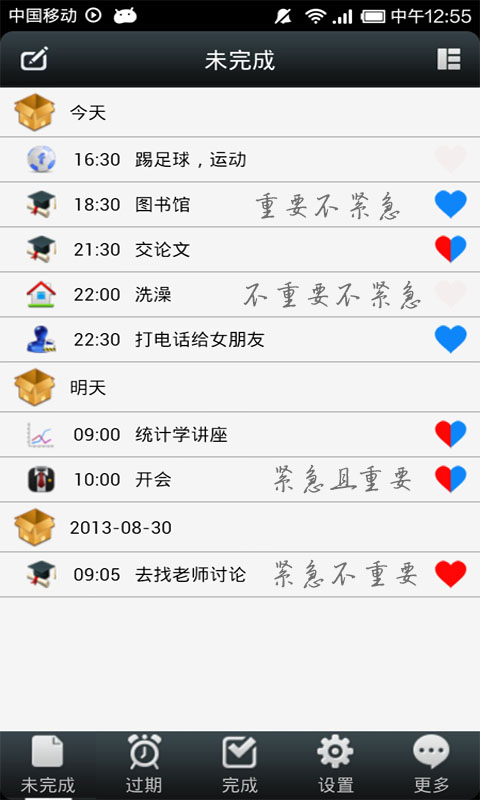 中国移动 中午12:55
未完成
今天
16:30 踢足球，运动
18:30 图书馆 重要不紧急
21:30 交论文
22:00 洗澡 不重要不紧急
22:30 打电话给女朋友
明天
09:00 统计学讲座
10:00 开会 紧急且重要
2013-08-30
09:05 去找老师讨论 紧急不重要
未完成 过期 完成 设置 更多